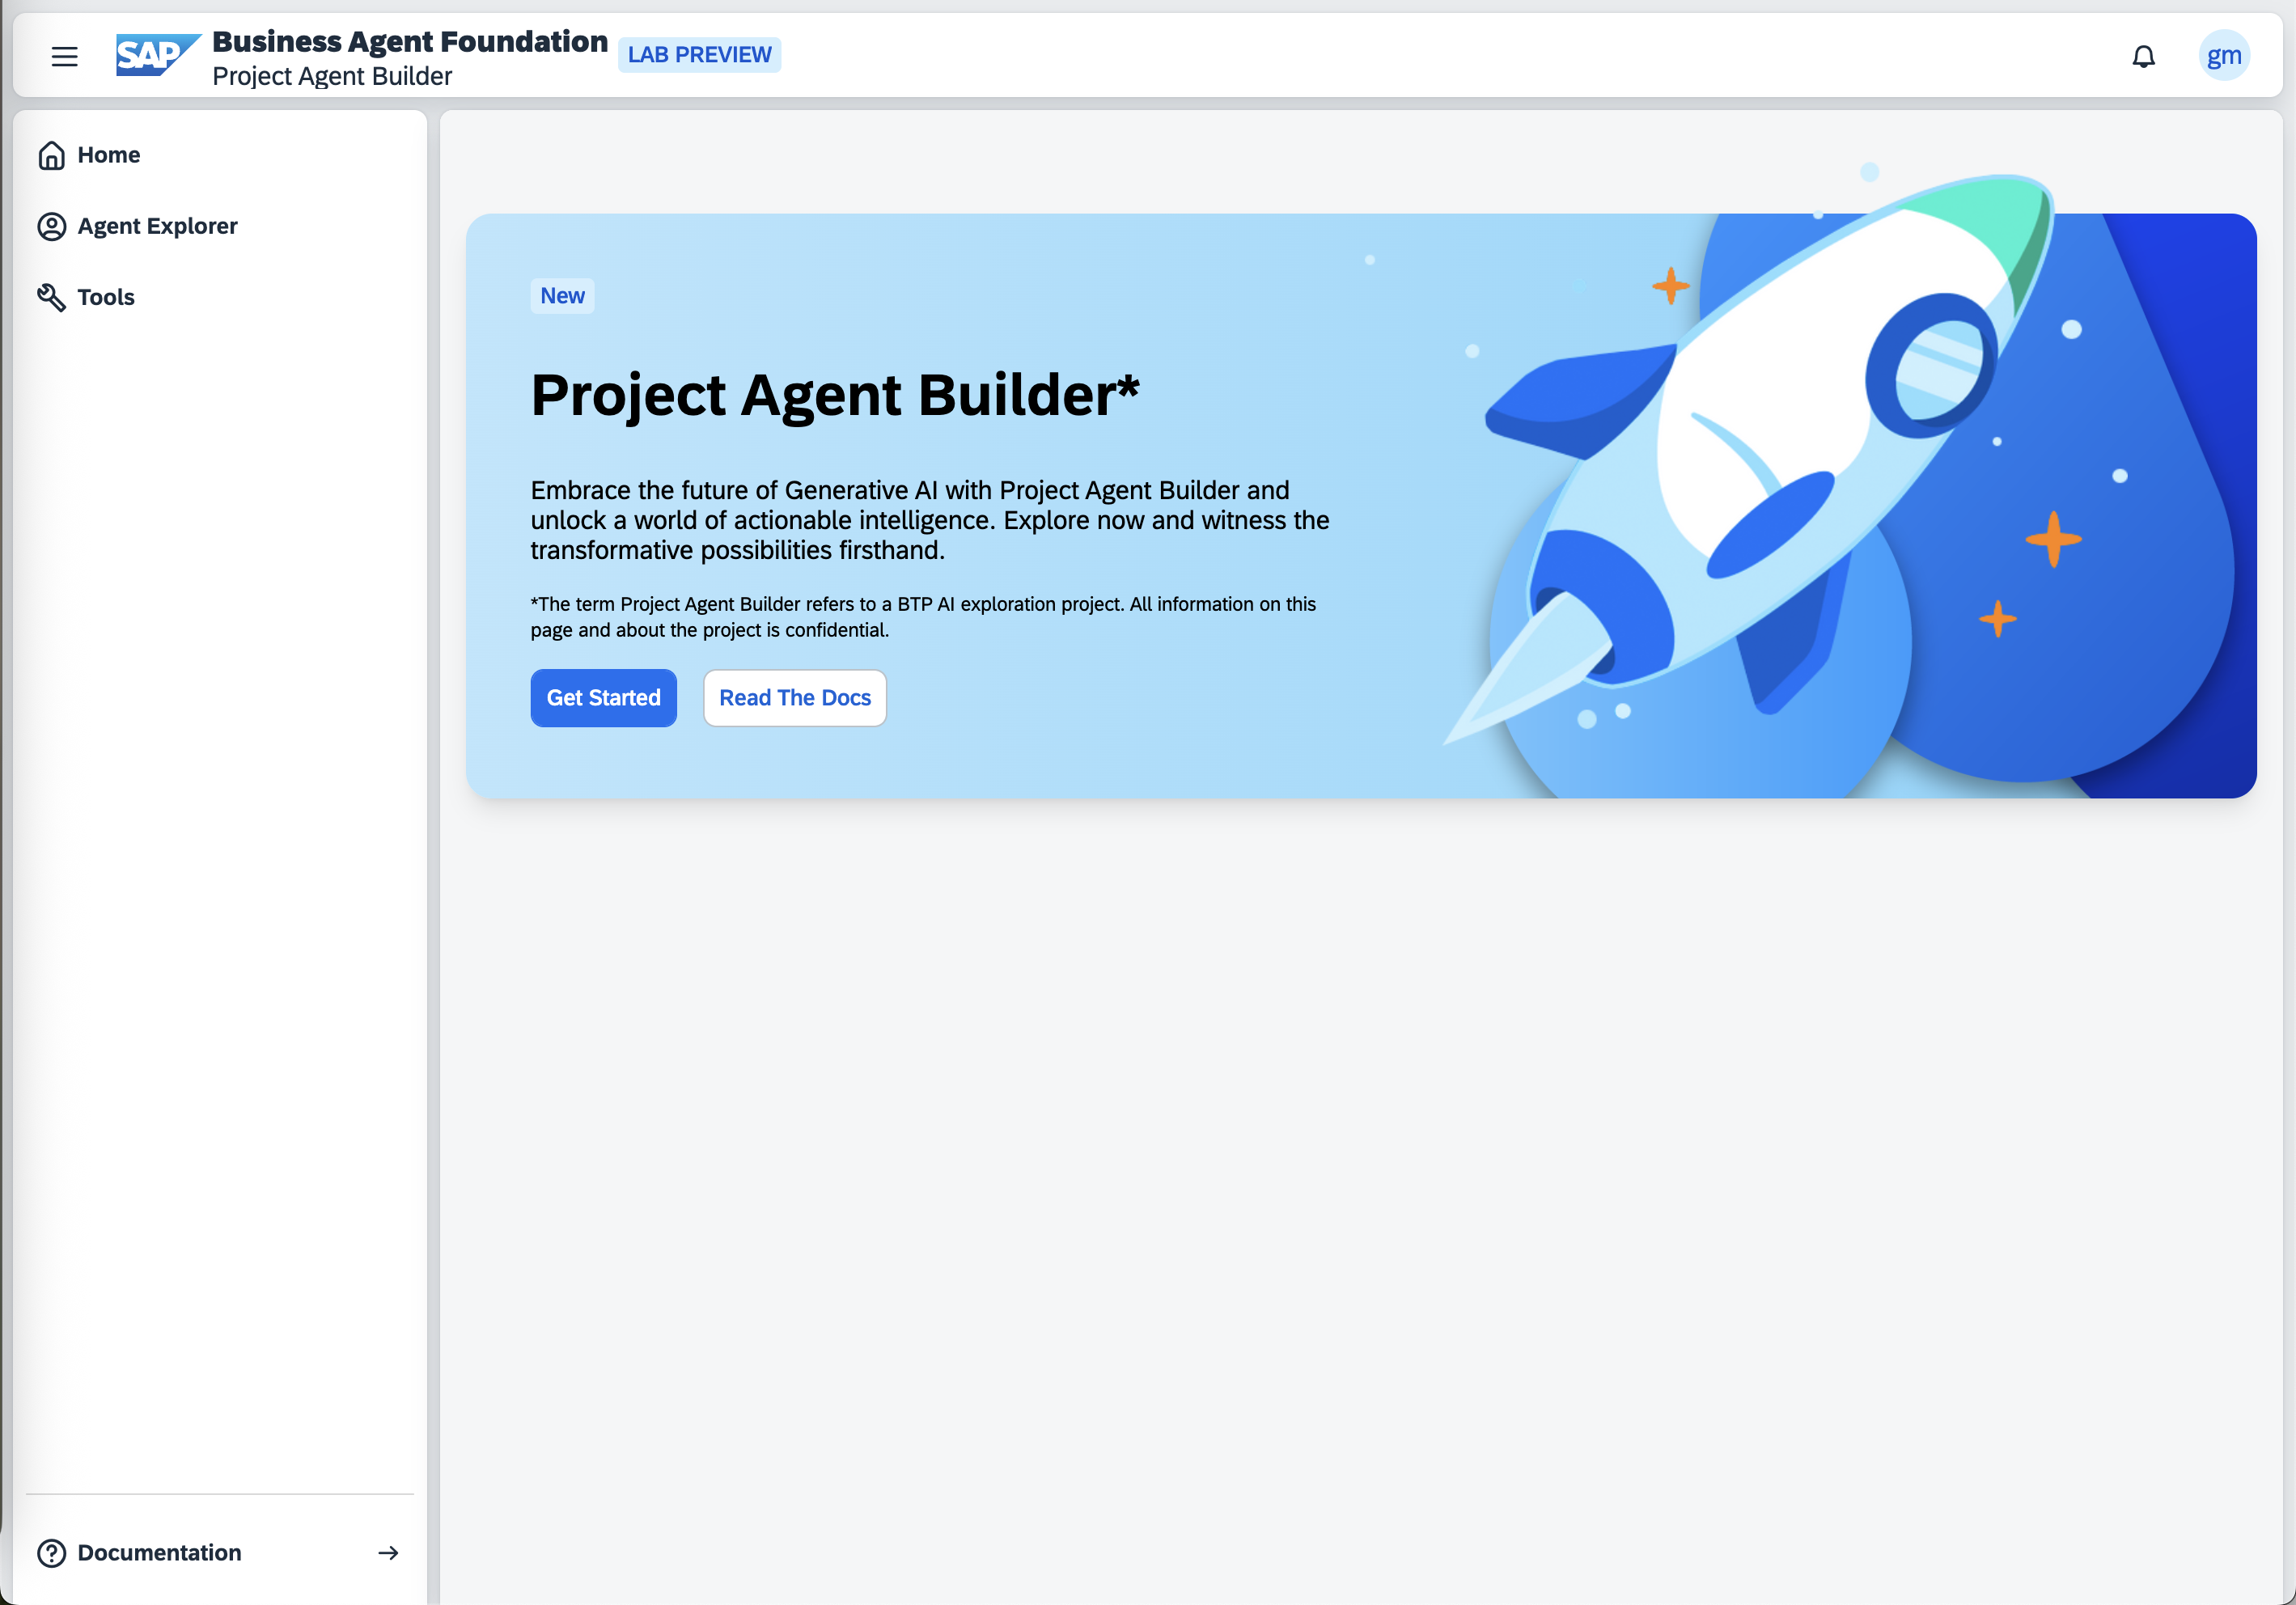 SAP
Business Agent Foundation
Project Agent Builder
LAB PREVIEW
gm
Home
Agent Explorer
Tools
New
Project Agent Builder*
Embrace the future of Generative AI with Project Agent Builder and
unlock a world of actionable intelligence. Explore now and witness the
transformative possibilities firsthand.
*The term Project Agent Builder refers to a BTP AI exploration project. All information on this
page and about the project is confidential.
Get Started
Read The Docs
Documentation